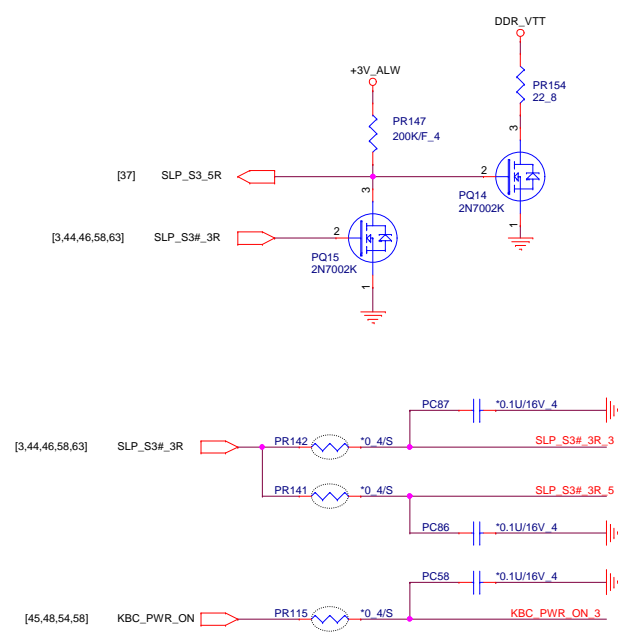 DDR_VTT
+3V_ALW
PR154
22_8
PR147
200K/F_4
3
[37] SLP_S3_5R
2
3
PQ14
2N7002K
1
[3,44,46,58,63] SLP_S3#_3R
2
PQ15
2N7002K
1
PC87 *0.1U/16V_4
[3,44,46,58,63] SLP_S3#_3R PR142 *0_4/S SLP_S3#_3R_3
PR141 *0_4/S SLP_S3#_3R_5
PC86 *0.1U/16V_4
PC58 *0.1U/16V_4
[45,48,54,58] KBC_PWR_ON PR115 *0_4/S KBC_PWR_ON_3